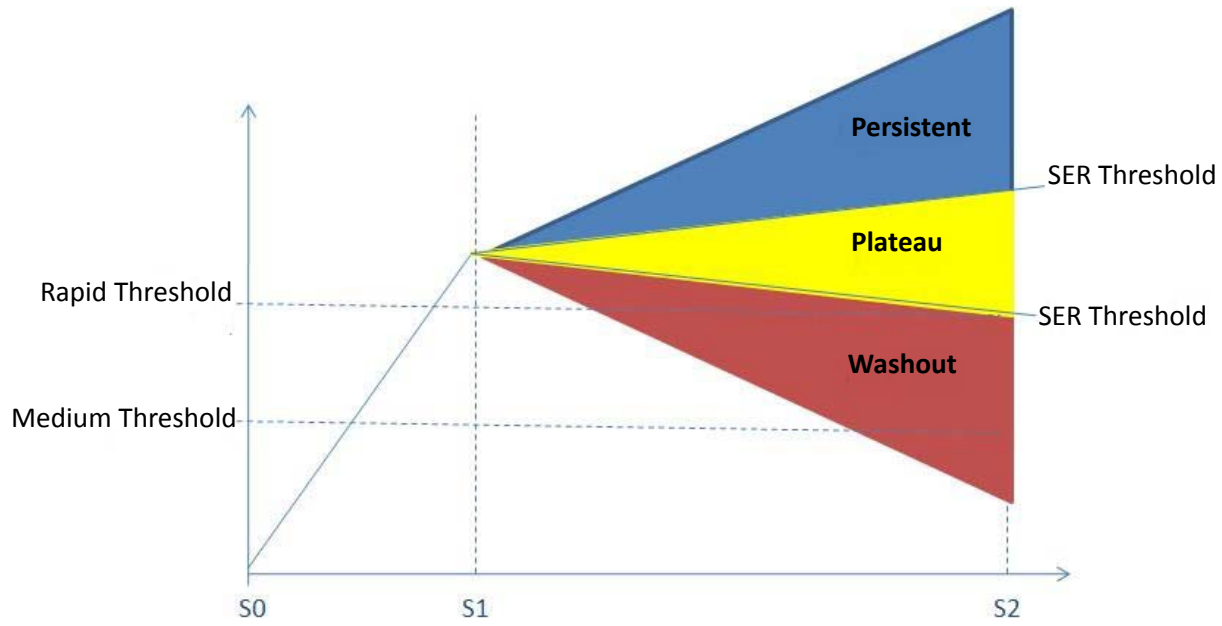 Persistent
SER Threshold
Plateau
Rapid Threshold
SER Threshold
Washout
Medium Threshold
S0
S1
S2